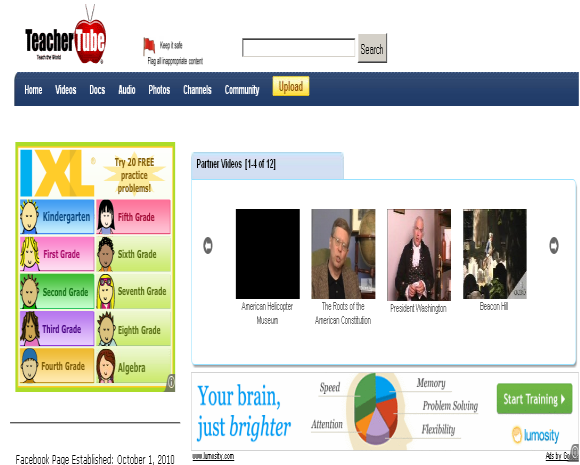 TeacherTube
Teach the World
Keep it safe
Flag all inappropriate content
Search
Home Videos Docs Audio Photos Channels Community Upload
IXL®
Try 20 FREE
practice
problems!
Kindergarten Fifth Grade
First Grade Sixth Grade
Second Grade Seventh Grade
Third Grade Eighth Grade
Fourth Grade Algebra
Partner Videos [1-4 of 12]
American Helicopter
Museum
The Roots of the
American Constitution
President Washington
Beacon Hill
Your brain,
just brighter
Speed
Attention
Memory
Problem Solving
Flexibility
Start Training
lumosity
www.lumosity.com
Ads by
Facebook Page Established: October 1, 2010